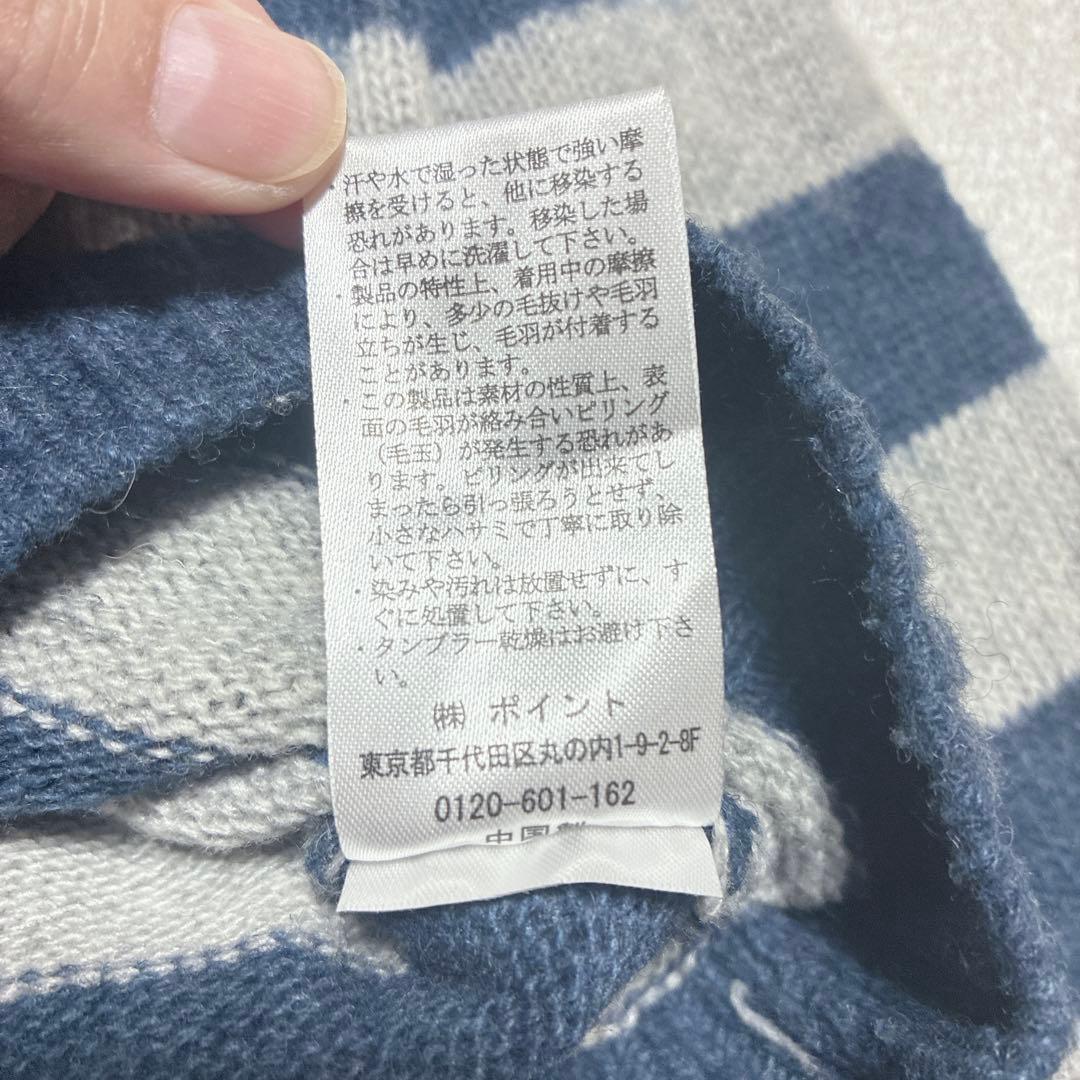 ・汗や水で湿った状態で強い摩
擦を受けると、他に移染する
恐れがあります。移染した場
合は早めに洗濯して下さい。
・製品の特性上、着用中の摩擦
により、多少の毛抜けや毛羽
立ちが生じ、毛羽が付着する
ことがあります。
・この製品は素材の性質上、表
面の毛羽が絡み合いピリング
(毛玉)が発生する恐れがあ
ります。ピリングが出来てし
まったら引っ張ろうとせず、
小さなハサミで丁寧に取り除
いて下さい。
・染みや汚れは放置せずに、す
ぐに処置して下さい。
・タンブラー乾燥はお避け下さ
い。
㈱ ポイント
東京都千代田区丸の内1-9-2-8F
0120-601-162
中国製